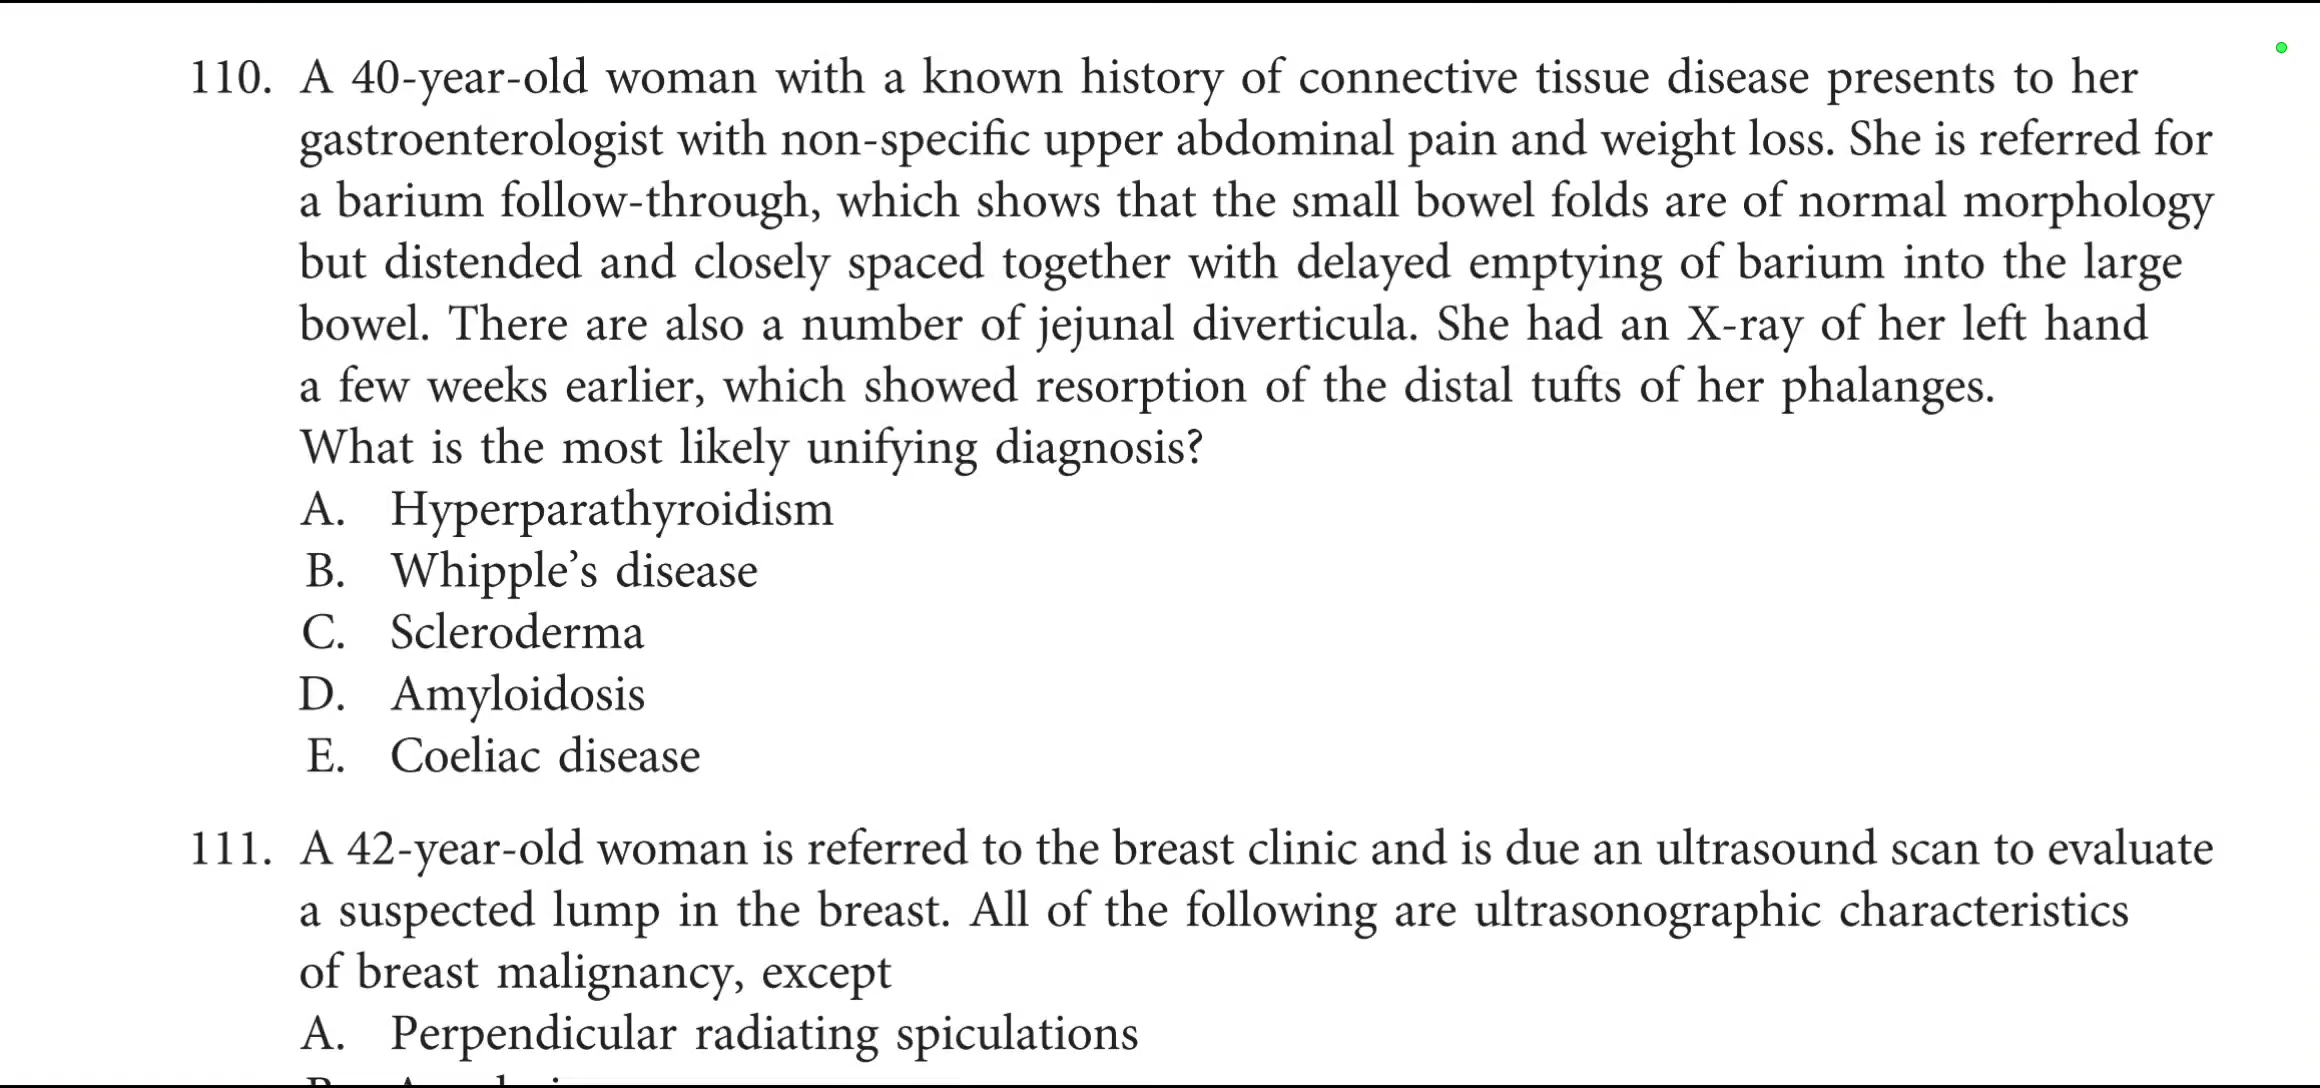 110. A 40-year-old woman with a known history of connective tissue disease presents to her
gastroenterologist with non-specific upper abdominal pain and weight loss. She is referred for
a barium follow-through, which shows that the small bowel folds are of normal morphology
but distended and closely spaced together with delayed emptying of barium into the large
bowel. There are also a number of jejunal diverticula. She had an X-ray of her left hand
a few weeks earlier, which showed resorption of the distal tufts of her phalanges.
What is the most likely unifying diagnosis?
A. Hyperparathyroidism
B. Whipple’s disease
C. Scleroderma
D. Amyloidosis
E. Coeliac disease
111. A 42-year-old woman is referred to the breast clinic and is due an ultrasound scan to evaluate
a suspected lump in the breast. All of the following are ultrasonographic characteristics
of breast malignancy, except
A. Perpendicular radiating spiculations